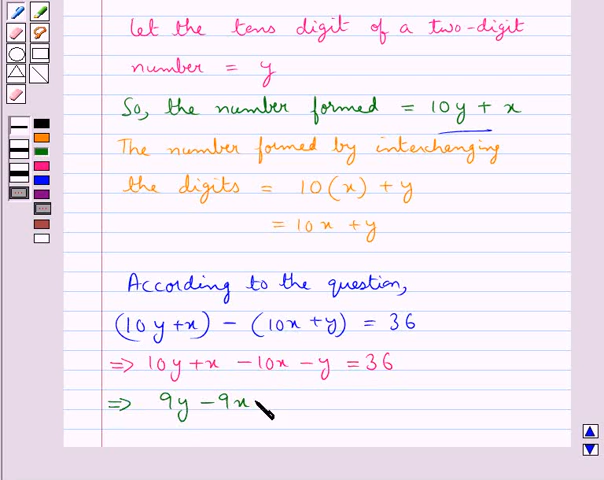 let the tens digit of a two-digit
number = y
So, the number formed = 10y + x
The number formed by interchanging
the digits = 10(x) + y
= 10x + y
According to the question,
(10y+x) - (10x+y) = 36
⇒ 10y+x -10x -y = 36
⇒ 9y - 9x